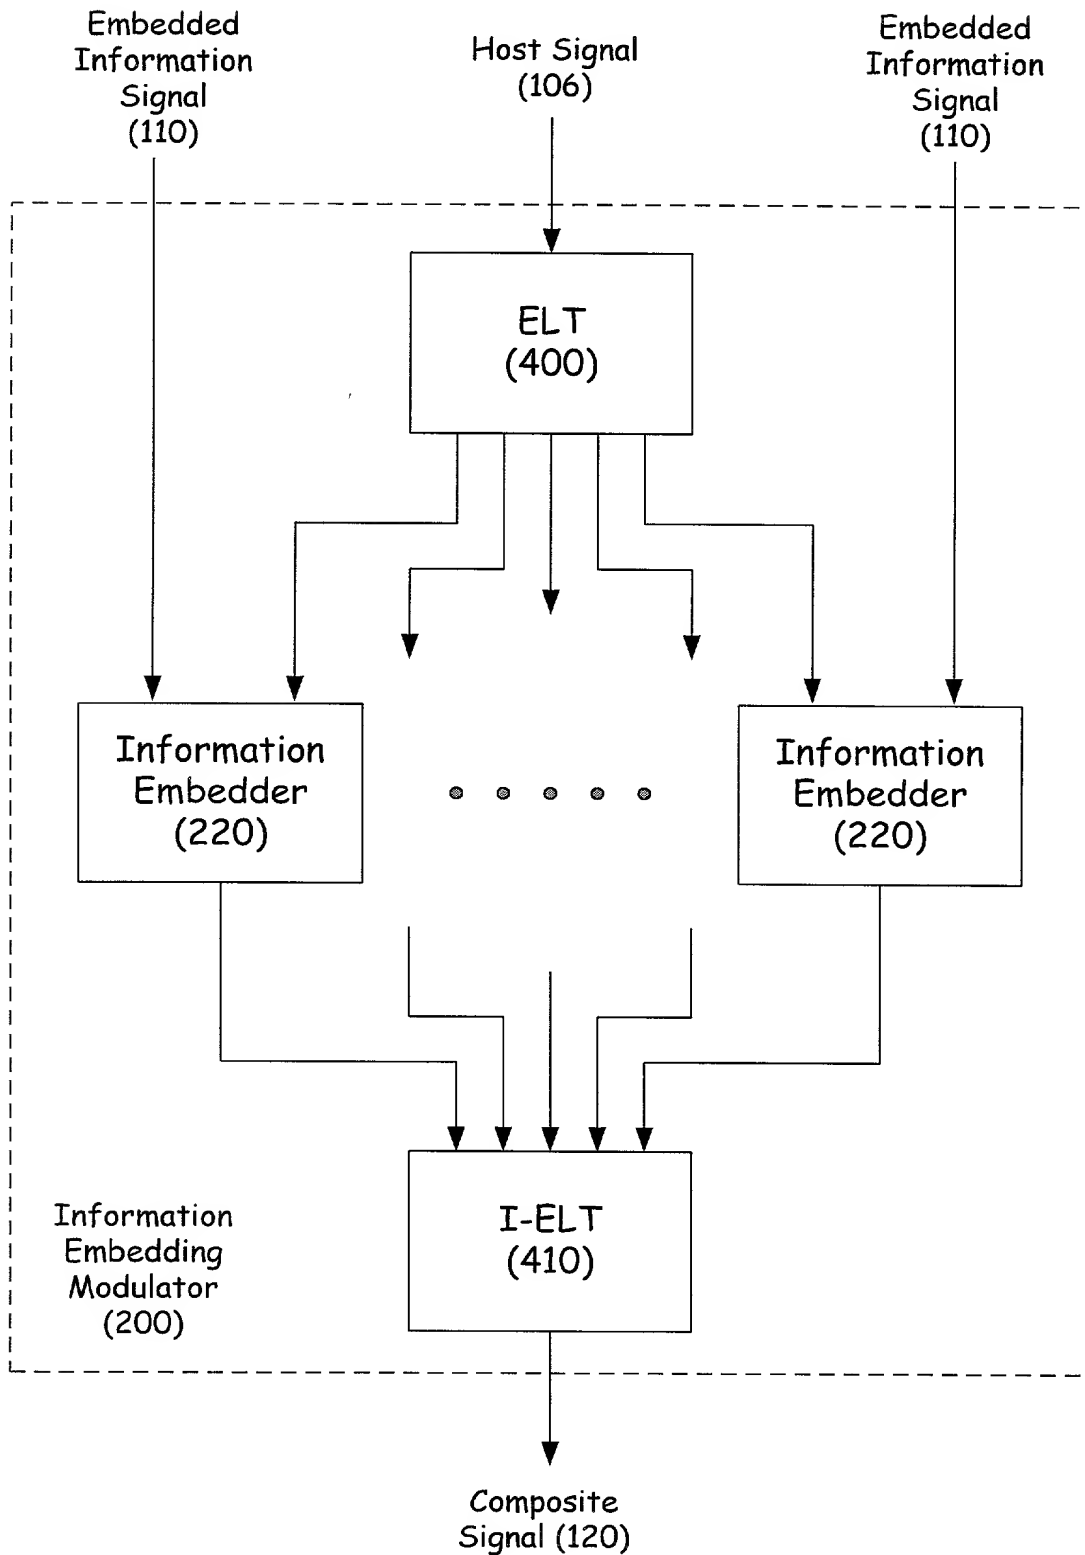 Embedded
Information
Signal
(110)
Host Signal
(106)
Embedded
Information
Signal
(110)
ELT
(400)
Information
Embedder
(220)
Information
Embedder
(220)
I-ELT
(410)
Information
Embedding
Modulator
(200)
Composite
Signal (120)